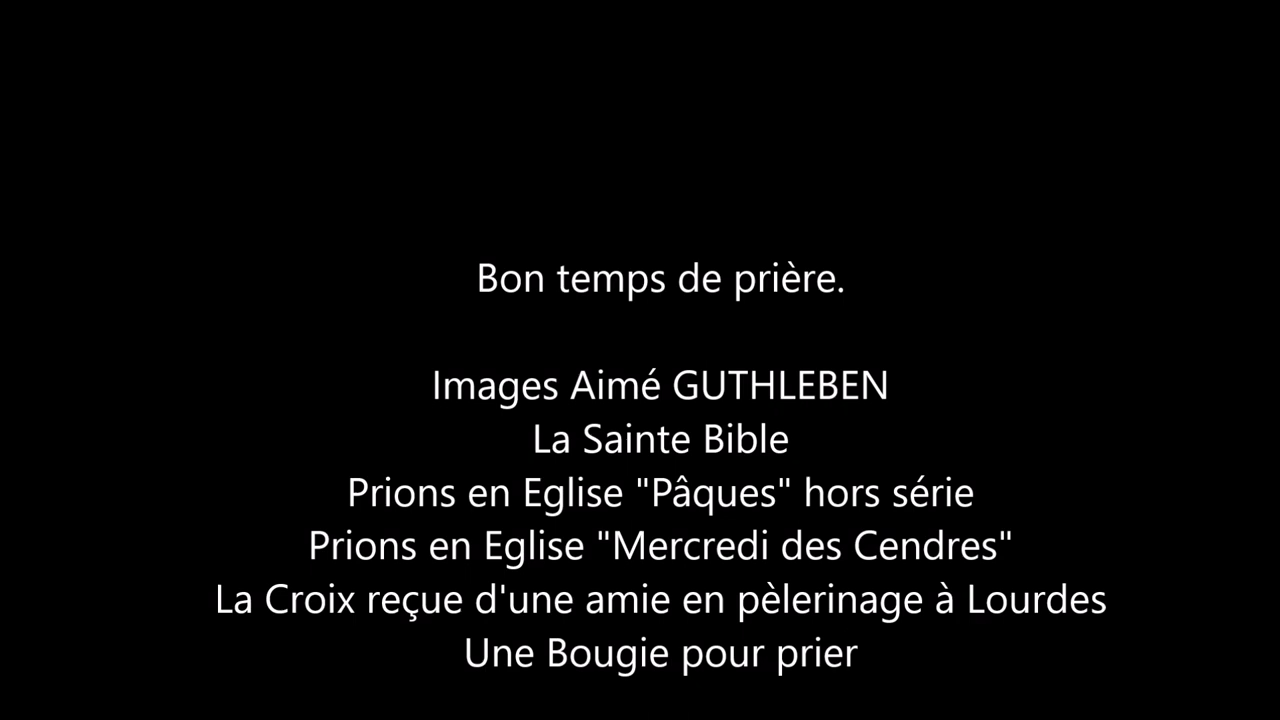 Bon temps de prière.
Images Aimé GUTHLEBEN
La Sainte Bible
Prions en Eglise "Pâques" hors série
Prions en Eglise "Mercredi des Cendres"
La Croix reçue d'une amie en pèlerinage à Lourdes
Une Bougie pour prier